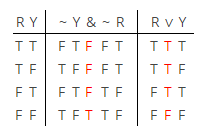 R Y ~ Y & ~ R R v Y
T T F T F F T T T T
T F T F F F T T T F
F T F T F T F F T T
F F T F T T F F F F